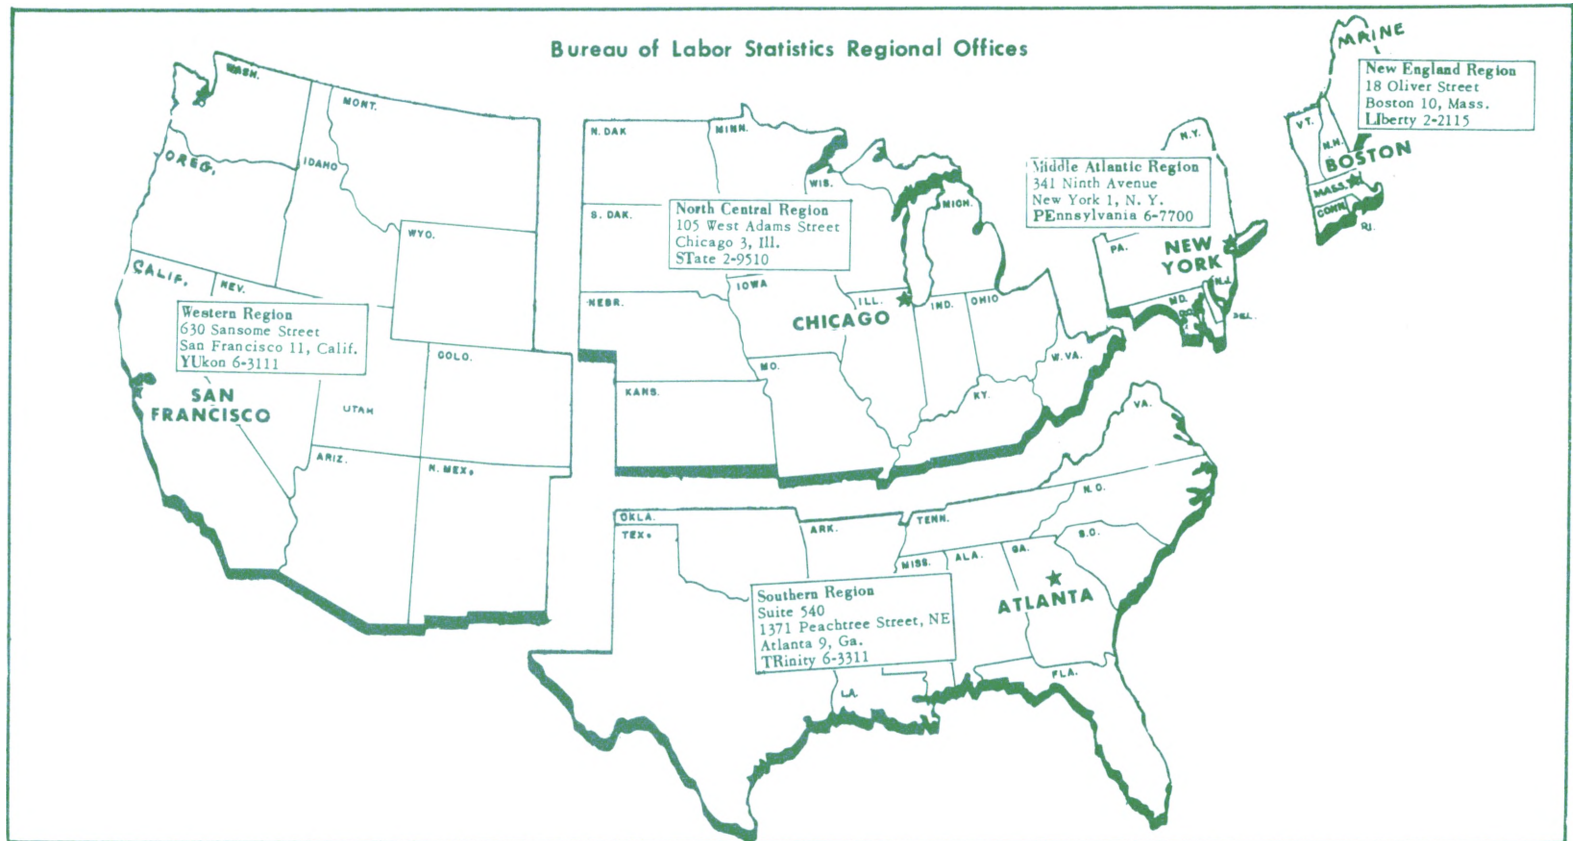 Bureau of Labor Statistics Regional Offices
MAINE
New England Region
18 Oliver Street
Boston 10, Mass.
LIberty 2-2115
VT.
N.H.
BOSTON
MASS.
CONN.
RI.
N.Y.
Middle Atlantic Region
341 Ninth Avenue
New York 1, N. Y.
PEnnsylvania 6-7700
PA.
NEW
YORK
N.J.
MD.
DEL.
WASH.
MONT.
OREG.
IDAHO
WYO.
CALIF.
NEV.
Western Region
630 Sansome Street
San Francisco 11, Calif.
YUkon 6-3111
COLO.
SAN
FRANCISCO
UTAH
ARIZ.
N. MEX.
N. DAK
MINN.
WIS.
MICH.
S. DAK.
North Central Region
105 West Adams Street
Chicago 3, Ill.
STate 2-9510
IOWA
NEBR.
ILL.
IND.
OHIO
CHICAGO
MO.
W. VA.
KANS.
KY.
VA.
OKLA.
TEX.
ARK.
TENN.
N. C.
S.C.
MISS.
ALA.
GA.
Southern Region
Suite 540
1371 Peachtree Street, NE
Atlanta 9, Ga.
TRinity 6-3311
ATLANTA
LA.
FLA.